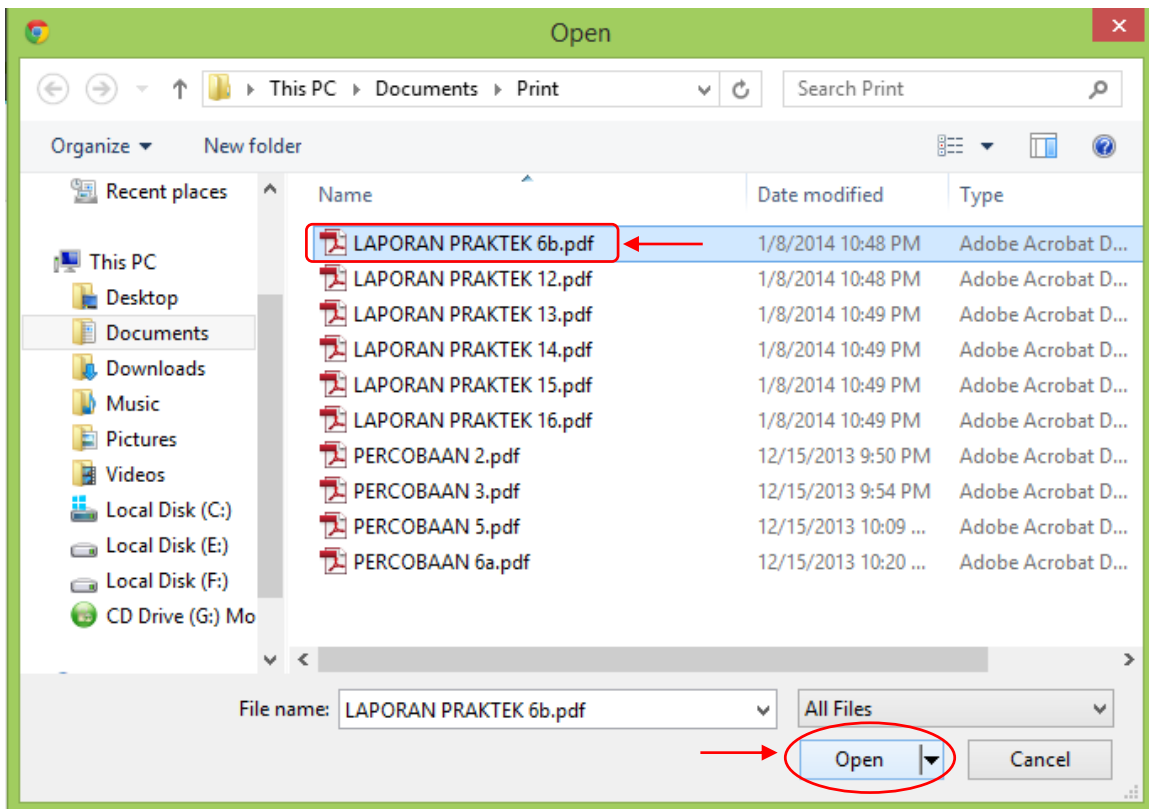 Open
This PC Documents Print
Search Print
Organize New folder
Recent places
This PC
Desktop
Documents
Downloads
Music
Pictures
Videos
Local Disk (C:)
Local Disk (E:)
Local Disk (F:)
CD Drive (G:) Mo
Name Date modified Type
LAPORAN PRAKTEK 6b.pdf 1/8/2014 10:48 PM Adobe Acrobat D...
LAPORAN PRAKTEK 12.pdf 1/8/2014 10:48 PM Adobe Acrobat D...
LAPORAN PRAKTEK 13.pdf 1/8/2014 10:49 PM Adobe Acrobat D...
LAPORAN PRAKTEK 14.pdf 1/8/2014 10:49 PM Adobe Acrobat D...
LAPORAN PRAKTEK 15.pdf 1/8/2014 10:49 PM Adobe Acrobat D...
LAPORAN PRAKTEK 16.pdf 1/8/2014 10:49 PM Adobe Acrobat D...
PERCOBAAN 2.pdf 12/15/2013 9:50 PM Adobe Acrobat D...
PERCOBAAN 3.pdf 12/15/2013 9:54 PM Adobe Acrobat D...
PERCOBAAN 5.pdf 12/15/2013 10:09 ... Adobe Acrobat D...
PERCOBAAN 6a.pdf 12/15/2013 10:20 ... Adobe Acrobat D...
File name: LAPORAN PRAKTEK 6b.pdf
All Files
Open
Cancel